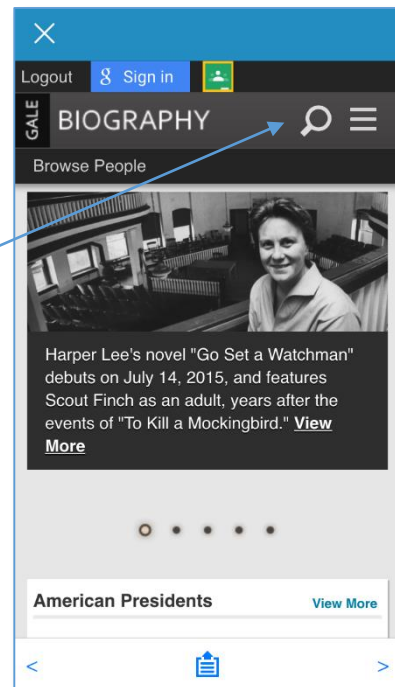 Logout 8 Sign in
GALE BIOGRAPHY
Browse People
Harper Lee's novel "Go Set a Watchman"
debuts on July 14, 2015, and features
Scout Finch as an adult, years after the
events of "To Kill a Mockingbird." View
More
American Presidents View More
< >